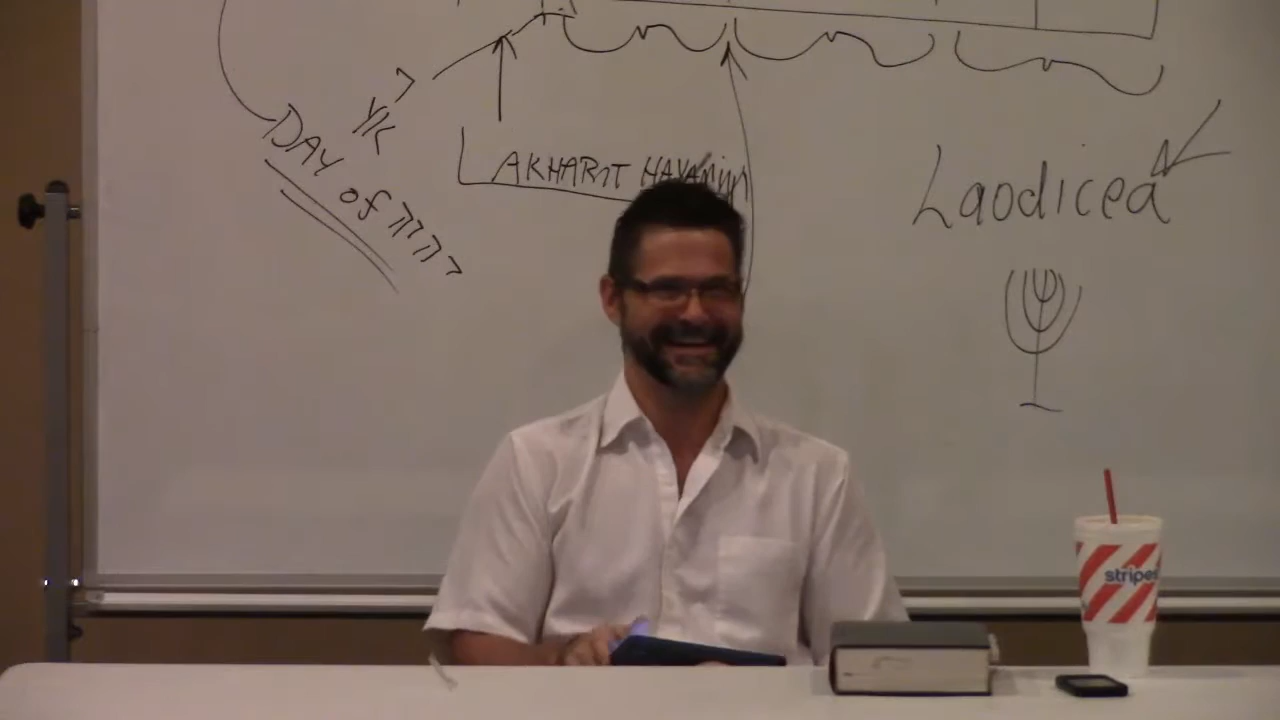 DAY of יהוה
YK
AKHARIT HAYAMIM
Laodicea
stripes